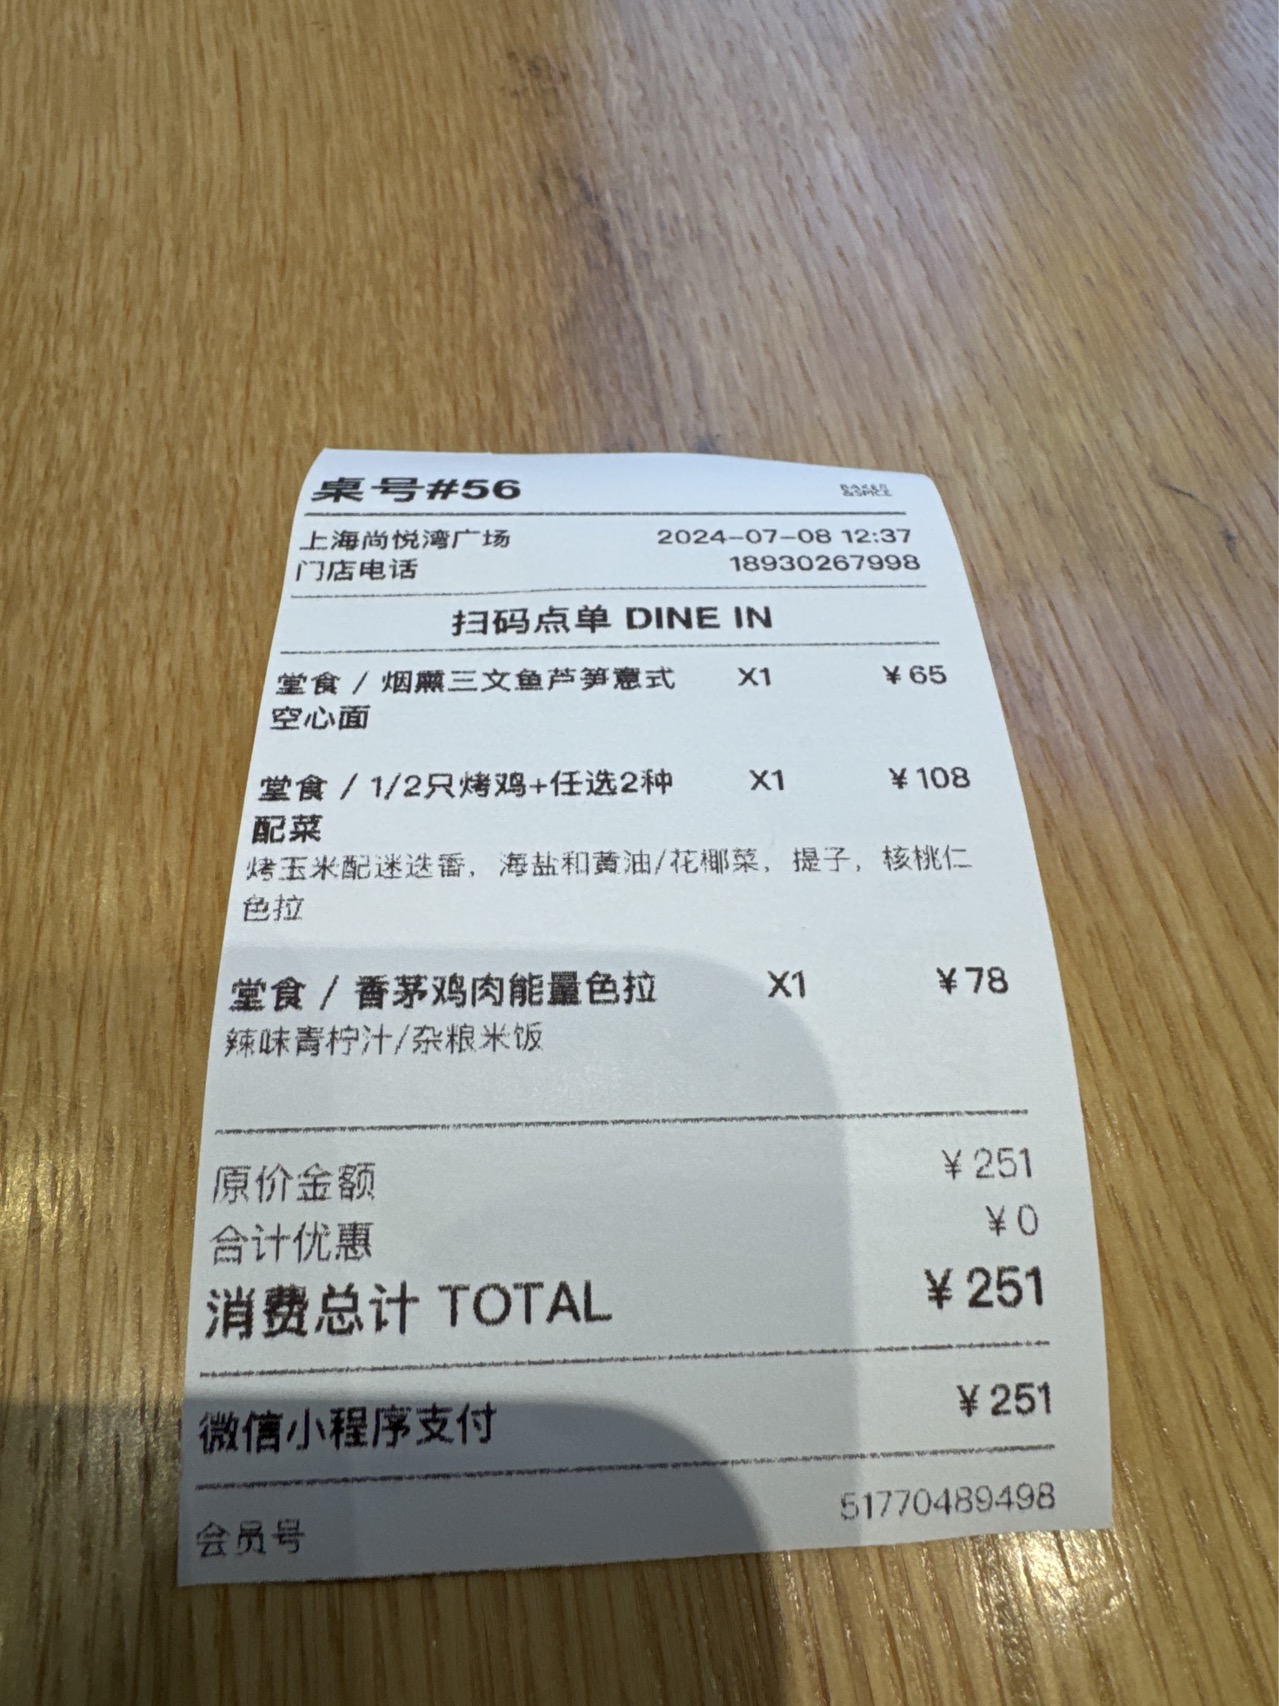 桌号#56
BAKER
&SPICE
上海尚悦湾广场 2024-07-08 12:37
门店电话 18930267998
扫码点单 DINE IN
堂食 / 烟熏三文鱼芦笋意式 X1 ¥65
空心面
堂食 / 1/2只烤鸡+任选2种 X1 ¥108
配菜
烤玉米配迷迭香，海盐和黄油/花椰菜，提子，核桃仁
色拉
堂食 / 香茅鸡肉能量色拉 X1 ¥78
辣味青柠汁/杂粮米饭
原价金额 ¥251
合计优惠 ¥0
消费总计 TOTAL ¥251
微信小程序支付 ¥251
会员号 51770489498